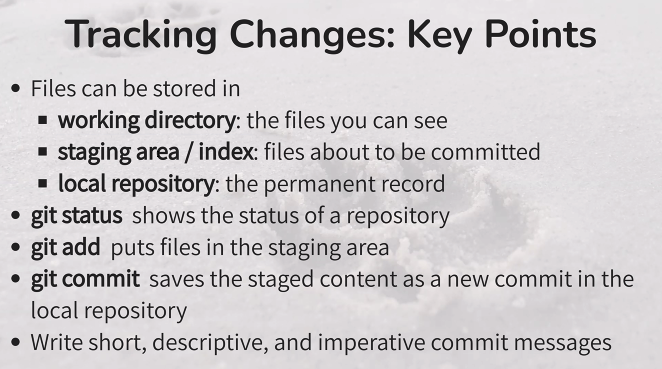 Tracking Changes: Key Points
• Files can be stored in
▪ working directory: the files you can see
▪ staging area / index: files about to be committed
▪ local repository: the permanent record
• git status shows the status of a repository
• git add puts files in the staging area
• git commit saves the staged content as a new commit in the
local repository
• Write short, descriptive, and imperative commit messages